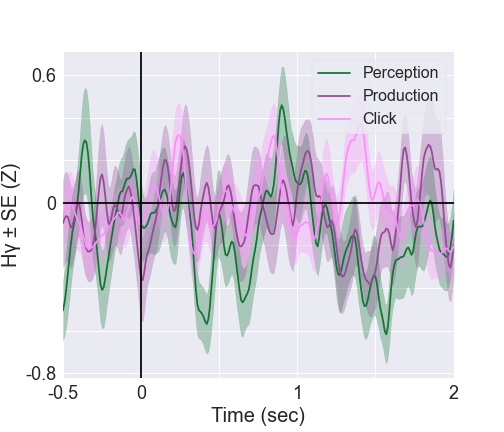 0.6
0
-0.8
Hγ ± SE (Z)
Perception
Production
Click
-0.5
0
1
2
Time (sec)